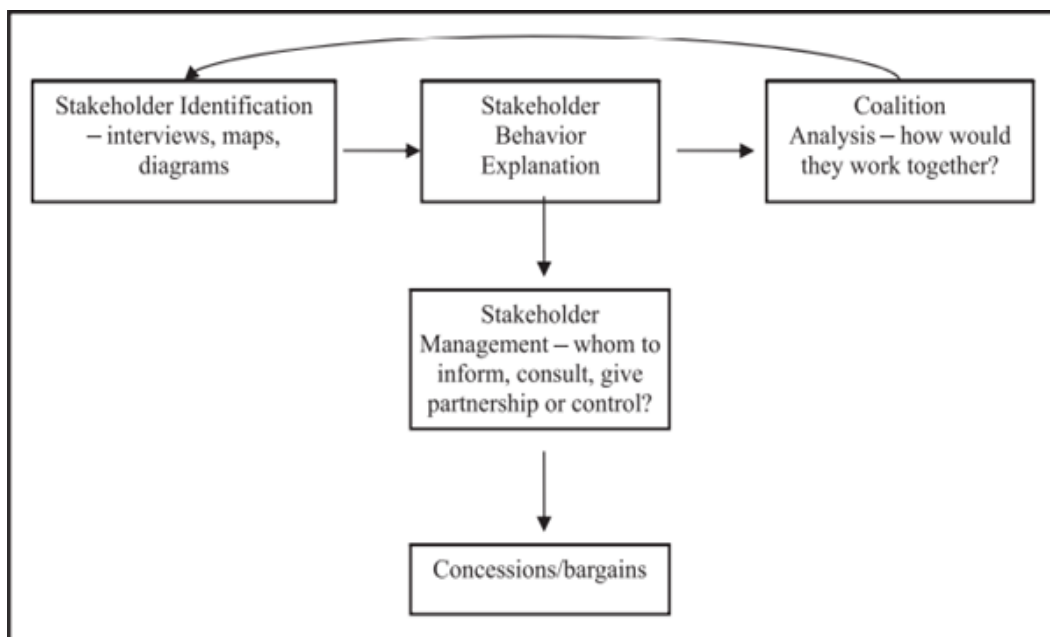 Stakeholder Identification
– interviews, maps,
diagrams
Stakeholder
Behavior
Explanation
Coalition
Analysis – how would
they work together?
Stakeholder
Management – whom to
inform, consult, give
partnership or control?
Concessions/bargains